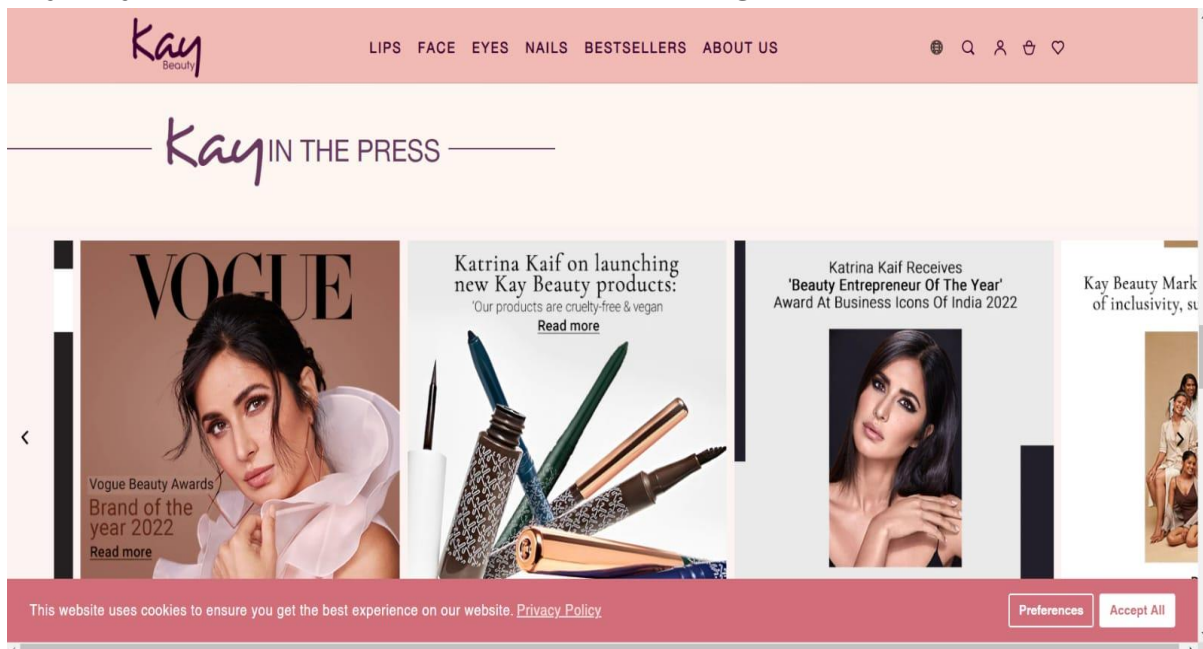 Kay
Beauty
LIPS FACE EYES NAILS BESTSELLERS ABOUT US
Kay IN THE PRESS
VOGUE
Vogue Beauty Awards
Brand of the
year 2022
Read more
Katrina Kaif on launching
new Kay Beauty products:
'Our products are cruelty-free & vegan
Read more
Katrina Kaif Receives
'Beauty Entrepreneur Of The Year'
Award At Business Icons Of India 2022
Kay Beauty Mark
of inclusivity, su
This website uses cookies to ensure you get the best experience on our website. Privacy Policy
Preferences
Accept All